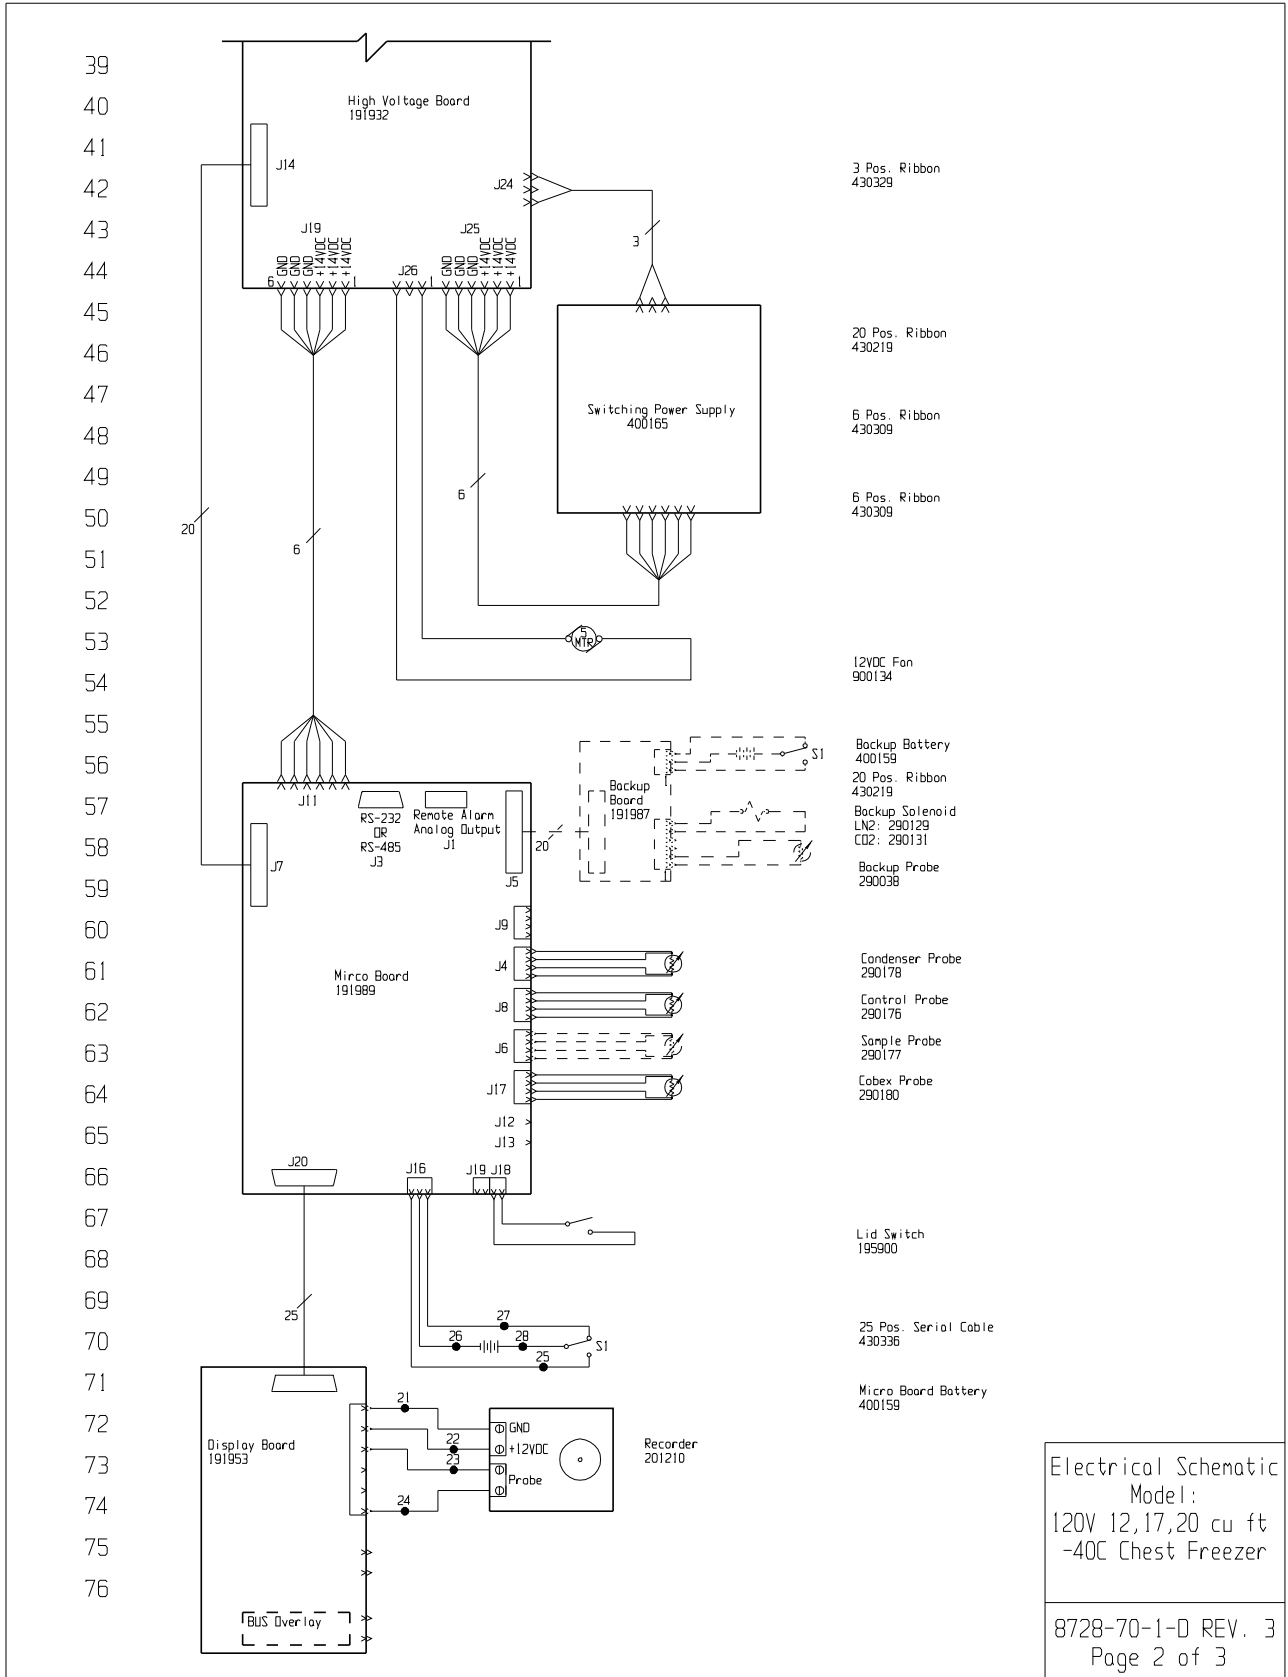 39
40
41
42
43
44
45
46
47
48
49
50
51
52
53
54
55
56
57
58
59
60
61
62
63
64
65
66
67
68
69
70
71
72
73
74
75
76
High Voltage Board
191932
J14
J24
J19
J25
J26
6
GND
GND
GND
+14VDC
+14VDC
+14VDC
1
1
GND
GND
GND
+14VDC
+14VDC
+14VDC
1
3
3 Pos. Ribbon
430329
Switching Power Supply
400165
20 Pos. Ribbon
430219
6 Pos. Ribbon
430309
6 Pos. Ribbon
430309
20
6
6
5
MTR
12VDC Fan
900134
S1
Backup Battery
400159
20 Pos. Ribbon
430219
Backup
Board
191987
1
1
20
Backup Solenoid
LN2: 290129
CO2: 290131
Backup Probe
290038
J11
RS-232
OR
RS-485
J3
Remote Alarm
Analog Output
J1
J7
J5
J9
J4
J8
J6
J17
J12
J13
Mirco Board
191989
Condenser Probe
290178
Control Probe
290176
Sample Probe
290177
Cobex Probe
290180
J20
J16
J19 J18
Lid Switch
195900
25
27
26
28
25
S1
25 Pos. Serial Cable
430336
Micro Board Battery
400159
Display Board
191953
21
22
23
24
GND
+12VDC
Probe
Recorder
201210
BUS Overlay
Electrical Schematic
Model:
120V 12,17,20 cu ft
-40C Chest Freezer
8728-70-1-D REV. 3
Page 2 of 3